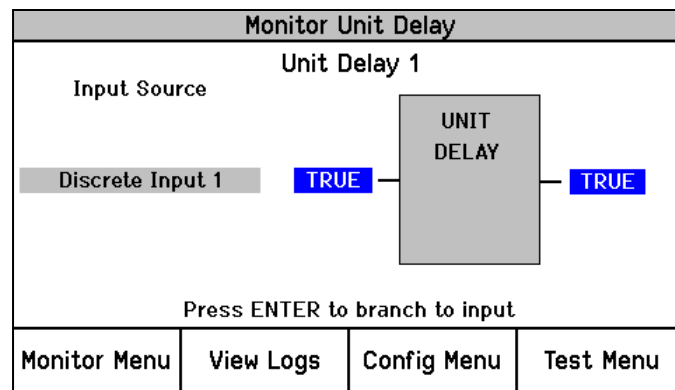 Monitor Unit Delay
Unit Delay 1
Input Source
UNIT
DELAY
Discrete Input 1 TRUE TRUE
Press ENTER to branch to input
Monitor Menu View Logs Config Menu Test Menu